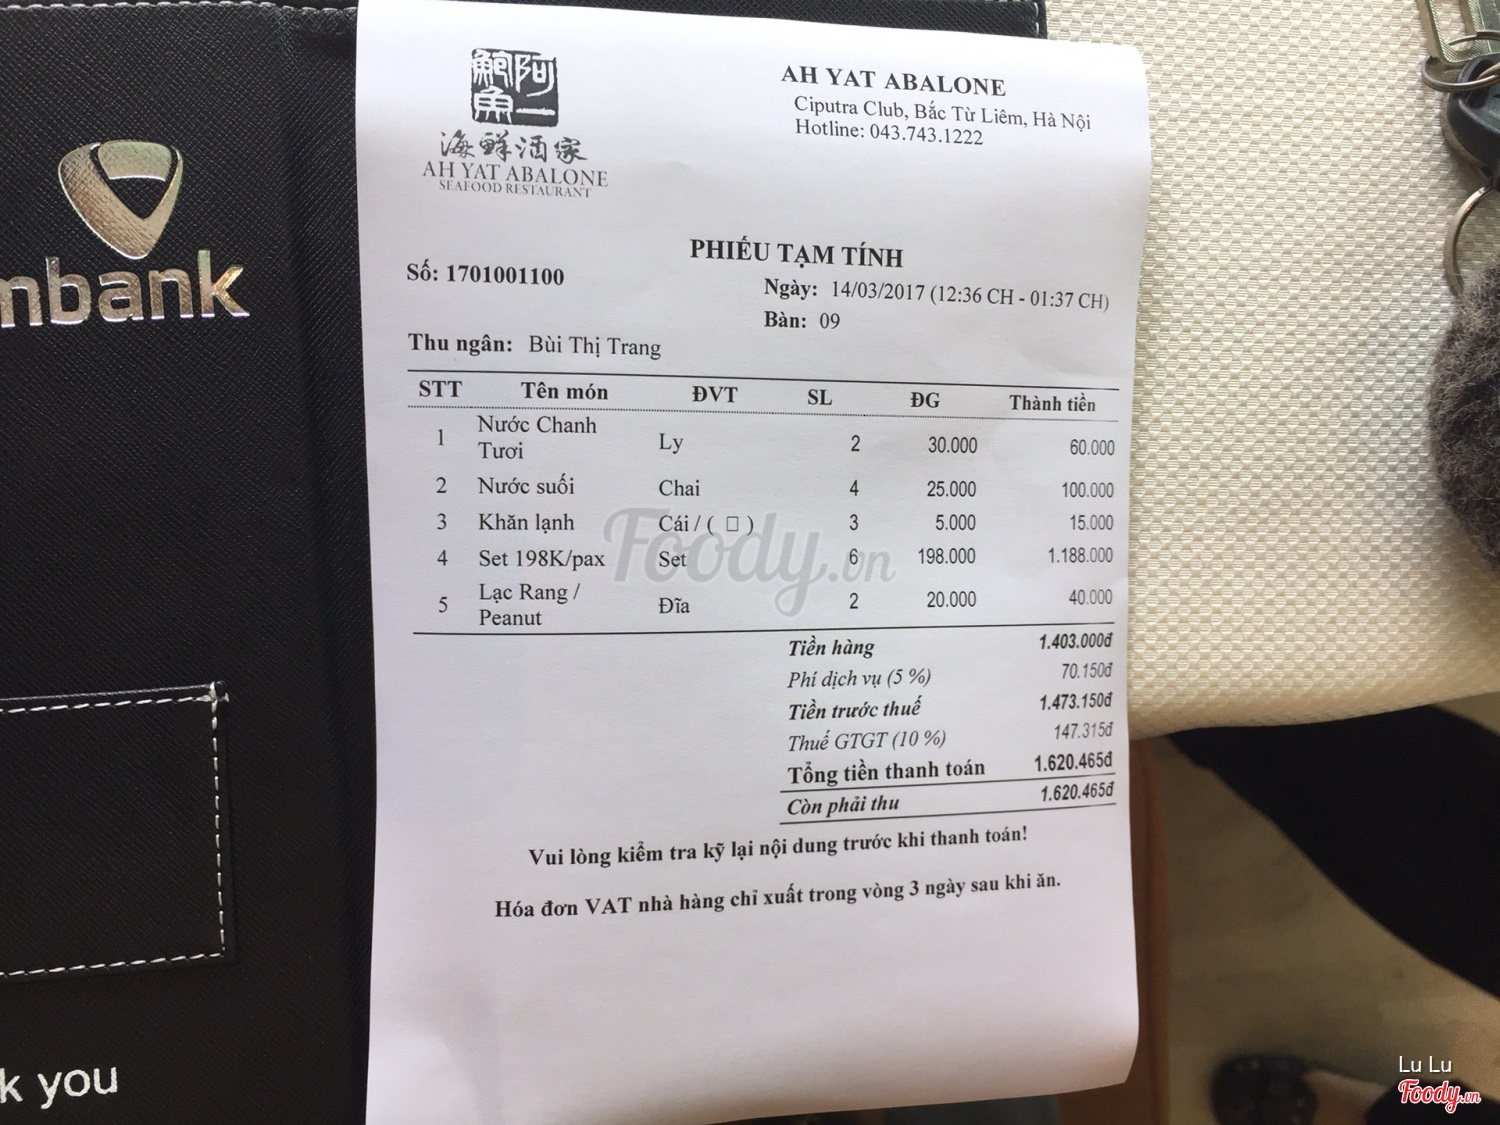 mbank
k you
鮑阿
魚一
海鮮酒家
AH YAT ABALONE
SEAFOOD RESTAURANT
AH YAT ABALONE
Ciputra Club, Bắc Từ Liêm, Hà Nội
Hotline: 043.743.1222
PHIẾU TẠM TÍNH
Số: 1701001100
Ngày: 14/03/2017 (12:36 CH - 01:37 CH)
Bàn: 09
Thu ngân: Bùi Thị Trang
STT Tên món ĐVT SL ĐG Thành tiền
1 Nước Chanh Tươi Ly 2 30.000 60.000
2 Nước suối Chai 4 25.000 100.000
3 Khăn lạnh Cái / ( □ ) 3 5.000 15.000
4 Set 198K/pax Set 6 198.000 1.188.000
5 Lạc Rang / Peanut Đĩa 2 20.000 40.000
Tiền hàng 1.403.000đ
Phí dịch vụ (5 %) 70.150đ
Tiền trước thuế 1.473.150đ
Thuế GTGT (10 %) 147.315đ
Tổng tiền thanh toán 1.620.465đ
Còn phải thu 1.620.465đ
Vui lòng kiểm tra kỹ lại nội dung trước khi thanh toán!
Hóa đơn VAT nhà hàng chỉ xuất trong vòng 3 ngày sau khi ăn.
Foody.vn
Lu Lu
Foody.vn